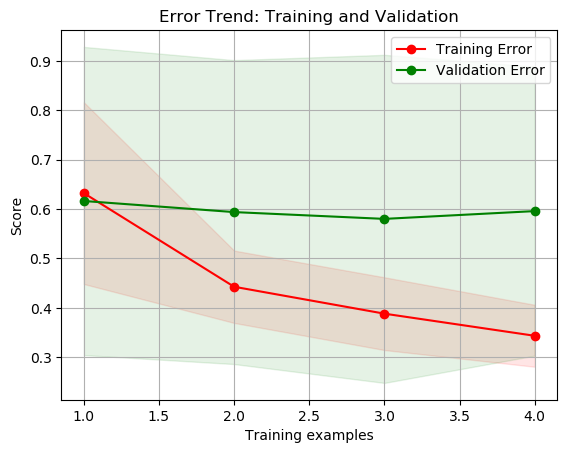 Error Trend: Training and Validation
Training Error
Validation Error
0.9
0.8
0.7
0.6
0.5
0.4
0.3
Score
1.0 1.5 2.0 2.5 3.0 3.5 4.0
Training examples